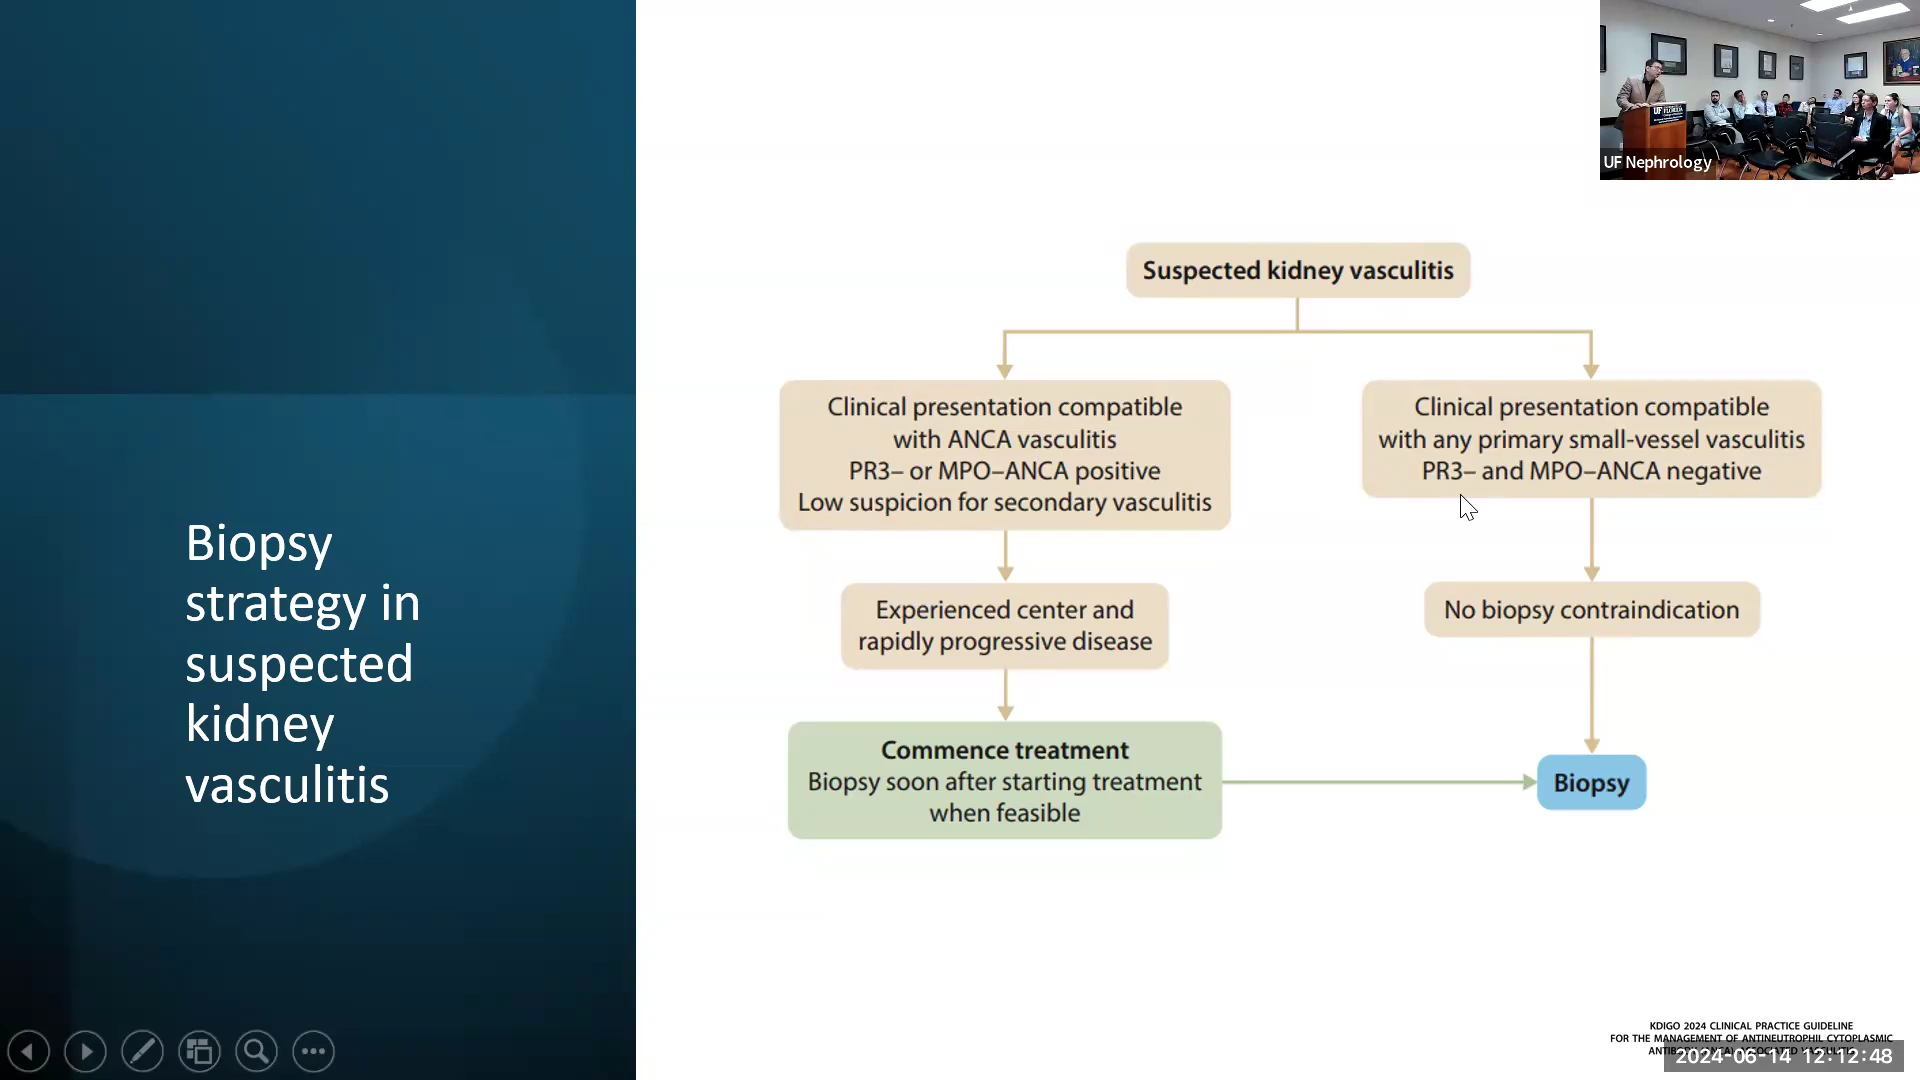 Biopsy
strategy in
suspected
kidney
vasculitis
Suspected kidney vasculitis
Clinical presentation compatible
with ANCA vasculitis
PR3– or MPO–ANCA positive
Low suspicion for secondary vasculitis
Clinical presentation compatible
with any primary small-vessel vasculitis
PR3– and MPO–ANCA negative
Experienced center and
rapidly progressive disease
No biopsy contraindication
Commence treatment
Biopsy soon after starting treatment
when feasible
Biopsy
UF
UF Nephrology
KDIGO 2024 CLINICAL PRACTICE GUIDELINE
FOR THE MANAGEMENT OF ANTINEUTROPHIL CYTOPLASMIC
2024-06-14 12:12:48